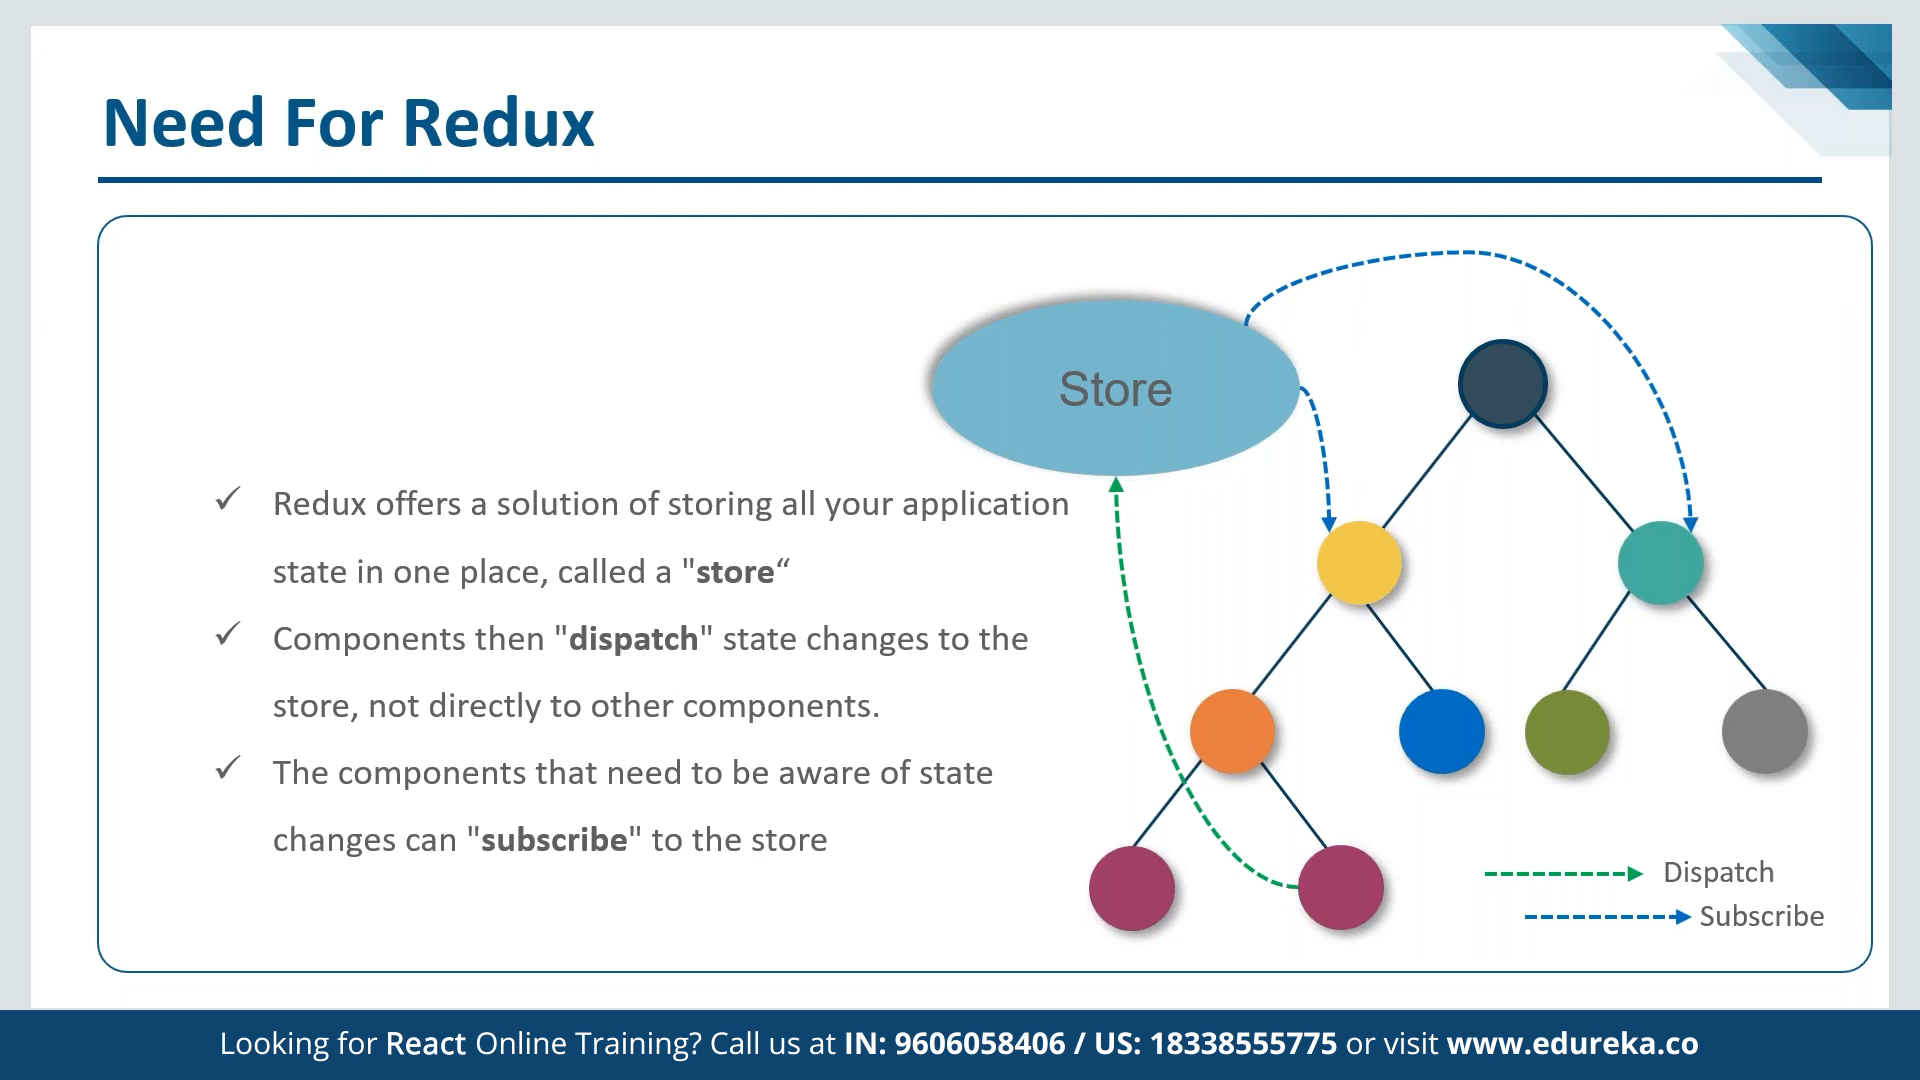 Need For Redux
Store
Redux offers a solution of storing all your application
state in one place, called a "store“
Components then "dispatch" state changes to the
store, not directly to other components.
The components that need to be aware of state
changes can "subscribe" to the store
Dispatch
Subscribe
Looking for React Online Training? Call us at IN: 9606058406 / US: 18338555775 or visit www.edureka.co